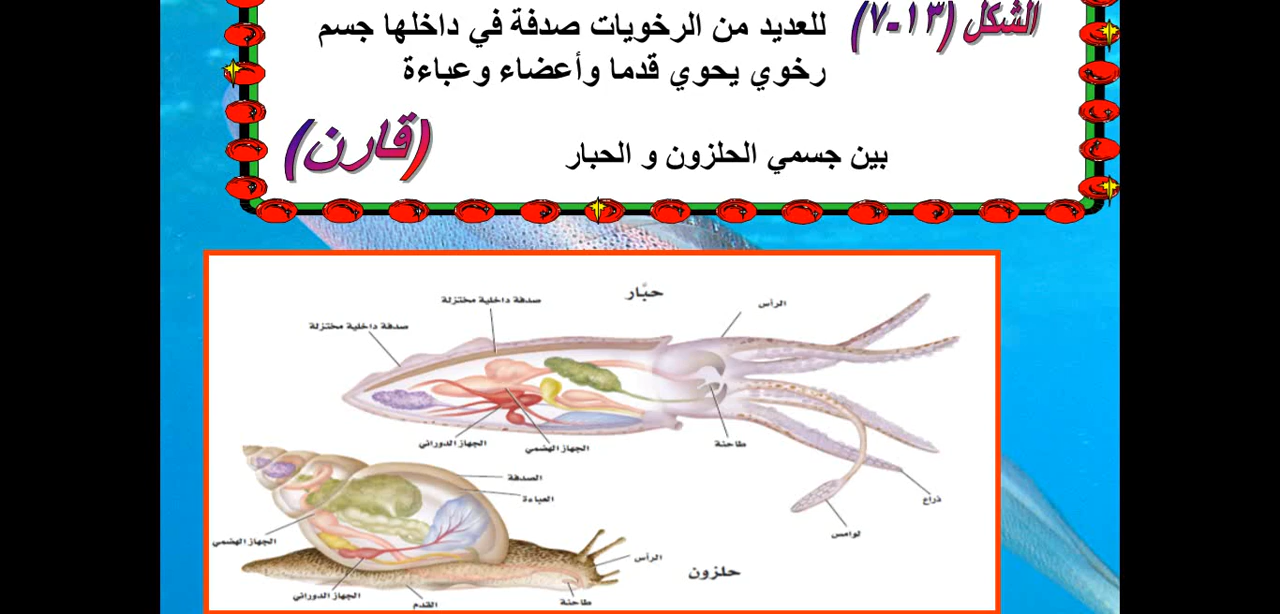 الشكل (١٣-٧) للعديد من الرخويات صدفة في داخلها جسم
رخوي يحوي قدما وأعضاء وعباءة
بين جسمي الحلزون و الحبار (قارن)
حبّار
صدفة داخلية مختزلة
الرأس
صدفة داخلية مختزلة
الجهاز الدوراني
الجهاز الهضمي
طاحنة
الصدفة
العباءة
ذراع
لوامس
الجهاز الهضمي
الرأس
حلزون
الجهاز الدوراني
القدم
طاحنة